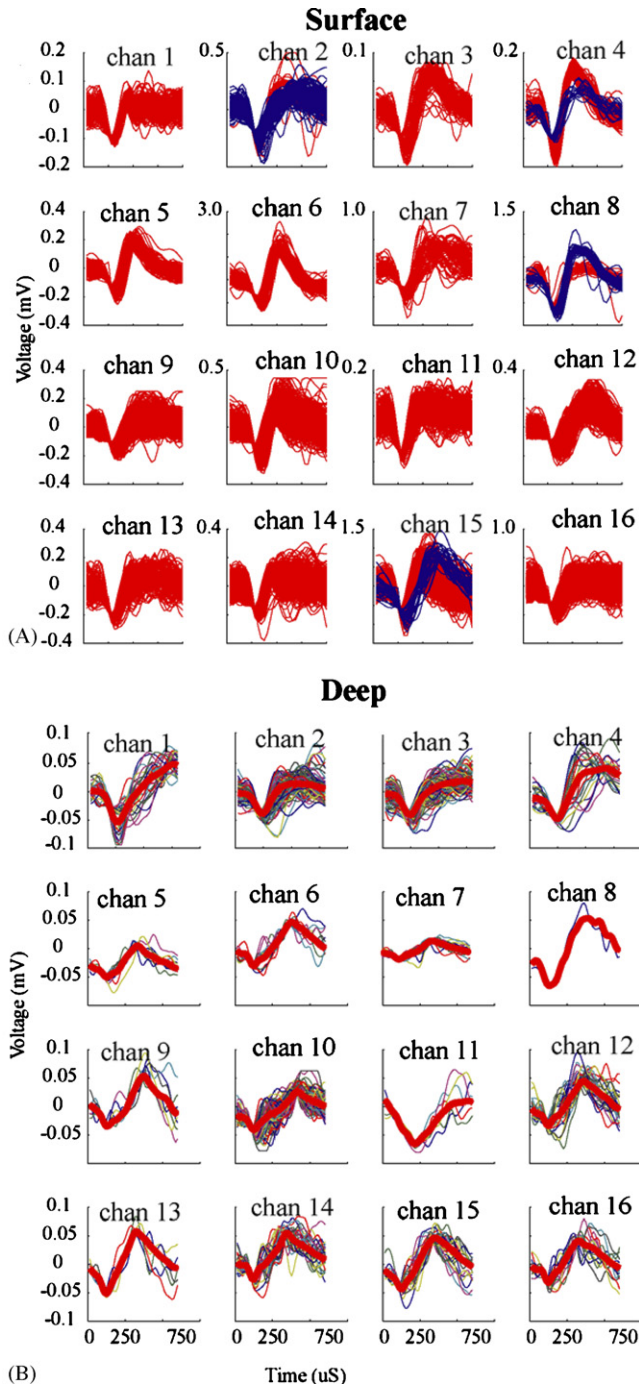 Surface
chan 1 0.5 chan 2 0.1 chan 3 0.2 chan 4
0.2
0.1
0
-0.1
-0.2
chan 5 3.0 chan 6 1.0 chan 7 1.5 chan 8
0.4
0.2
0
-0.2
-0.4
Voltage (mV)
chan 9 0.5 chan 10 0.2 chan 11 0.4 chan 12
0.4
0.2
0
-0.2
-0.4
chan 13 0.4 chan 14 1.5 chan 15 1.0 chan 16
0.4
0.2
0
-0.2
-0.4
(A)
Deep
chan 1 chan 2 chan 3 chan 4
0.1
0.05
0
-0.05
-0.1
chan 5 chan 6 chan 7 chan 8
0.1
0.05
0
-0.05
Voltage (mV)
chan 9 chan 10 chan 11 chan 12
0.1
0.05
0
-0.05
chan 13 chan 14 chan 15 chan 16
0.1
0.05
0
-0.05
-0.1
0 250 750 0 250 750 0 250 750 0 250 750
(B) Time (uS)